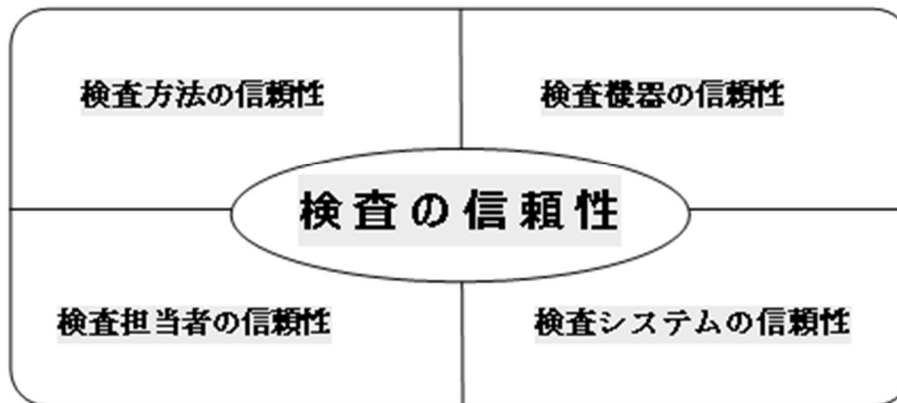 検査方法の信頼性
検査機器の信頼性
検査の信頼性
検査担当者の信頼性
検査システムの信頼性